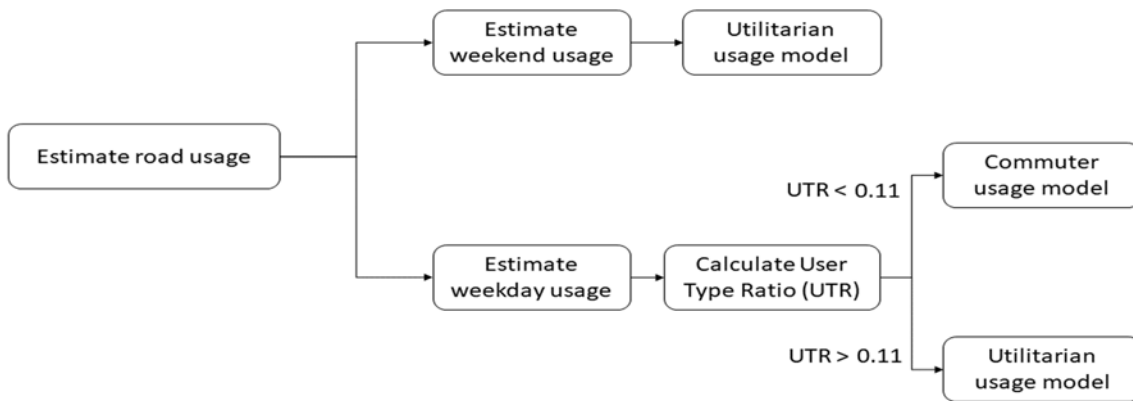 Estimate
weekend usage
Utilitarian
usage model
Estimate road usage
Commuter
usage model
UTR < 0.11
Estimate
weekday usage
Calculate User
Type Ratio (UTR)
UTR > 0.11
Utilitarian
usage model